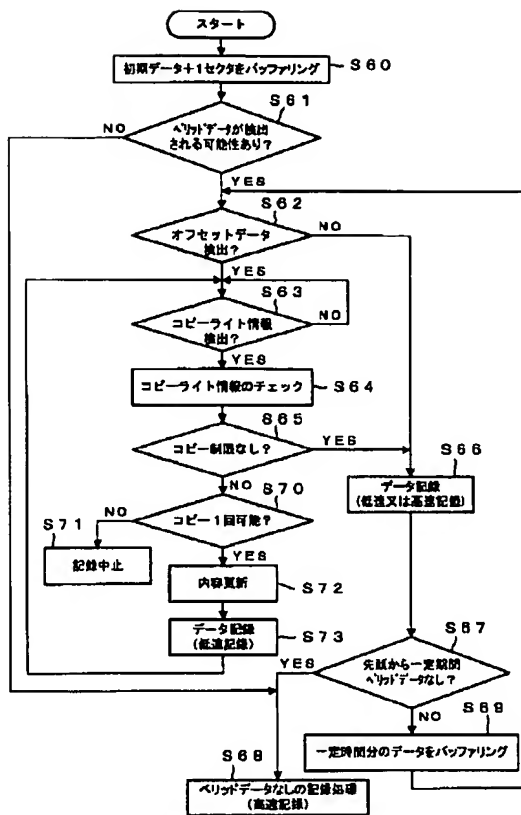 スタート
S60
初期データ+1セクタをバッファリング
S61
NO
ベリッドデータが検出
される可能性あり?
YES
S62
NO
オフセットデータ
検出?
YES
S63
コピーライト情報
検出?
NO
YES
コピーライト情報のチェック
S64
S65
コピー制限なし?
YES
S66
NO
データ記録
(低速又は高速記録)
S70
NO
コピー1回可能?
S71
記録中止
YES
内容更新
S72
データ記録
(低速記録)
S73
S67
YES
先頭から一定期間
ベリッドデータなし?
NO
S69
一定時間分のデータをバッファリング
S68
ベリッドデータなしの記録処理
(高速記録)